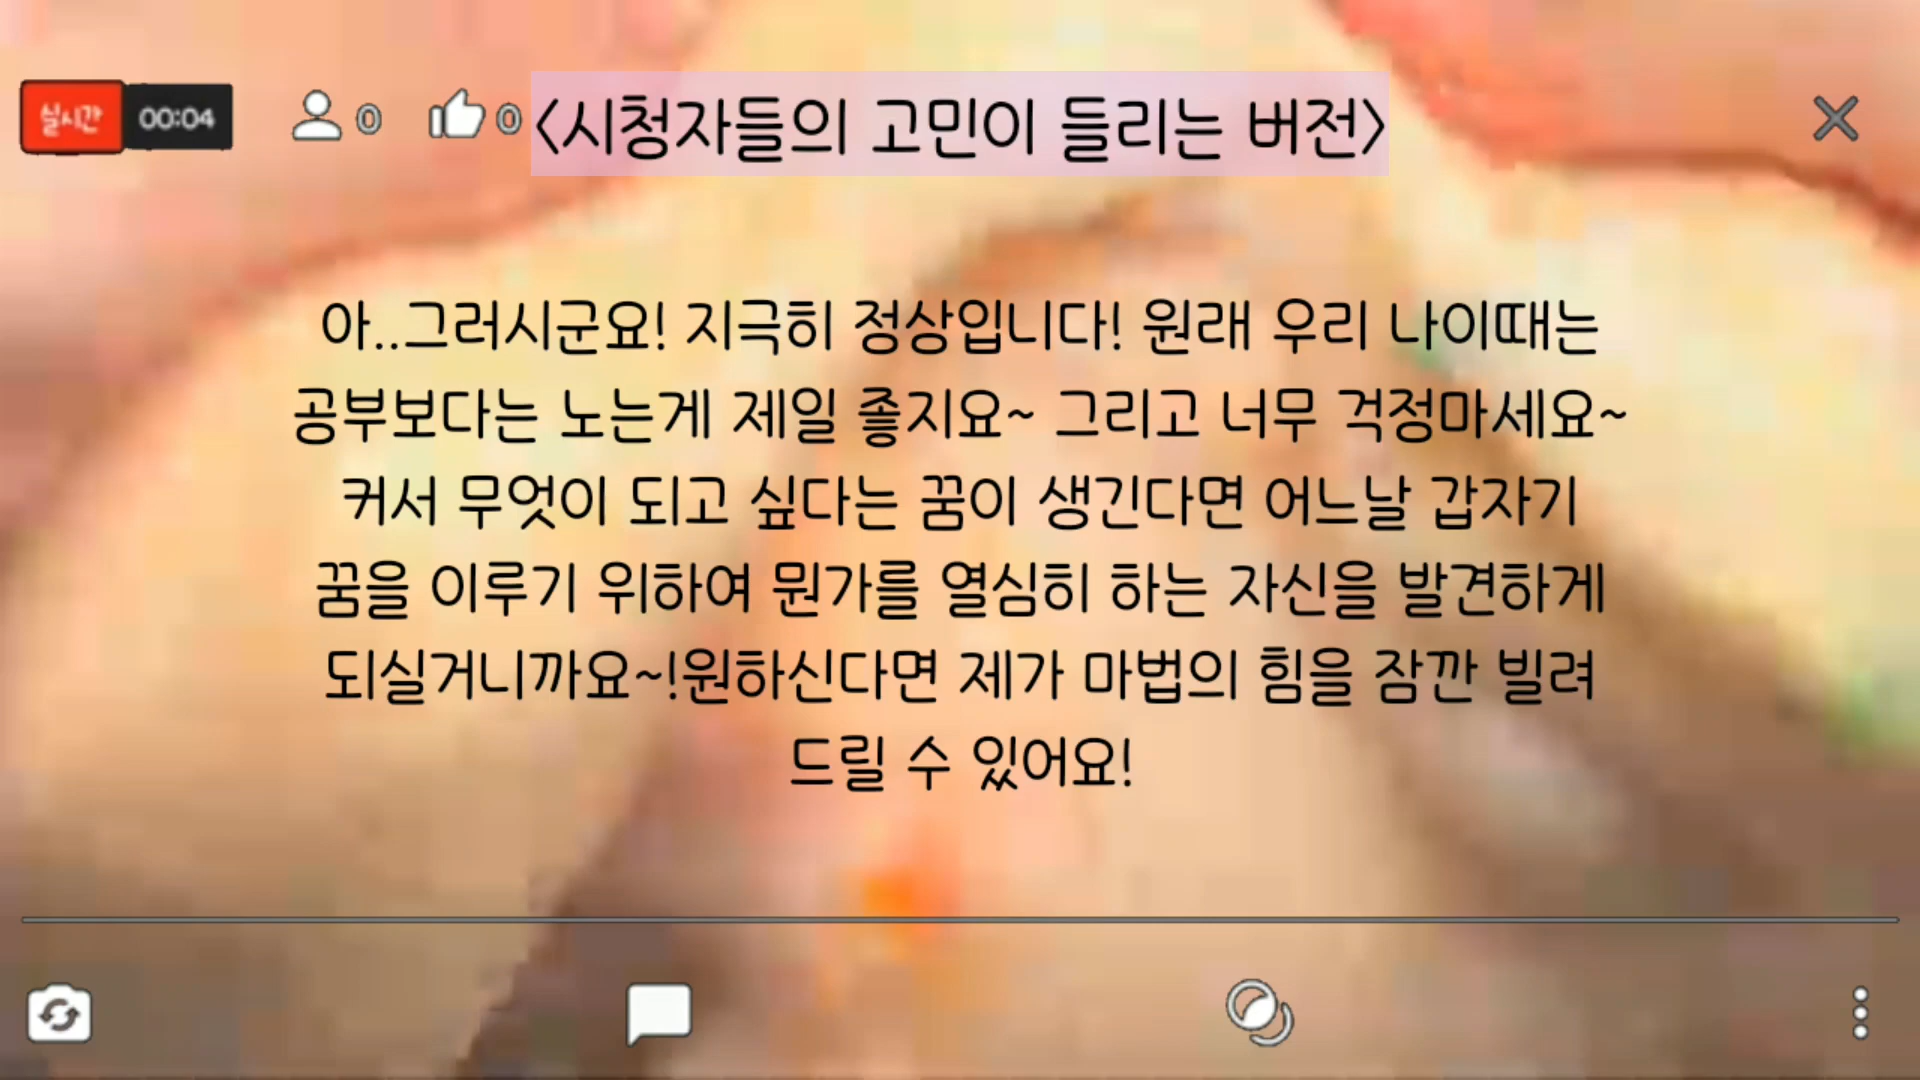 실시간 00:04 0 0 <시청자들의 고민이 들리는 버전>
아..그러시군요! 지극히 정상입니다! 원래 우리 나이때는
공부보다는 노는게 제일 좋지요~ 그리고 너무 걱정마세요~
커서 무엇이 되고 싶다는 꿈이 생긴다면 어느날 갑자기
꿈을 이루기 위하여 뭔가를 열심히 하는 자신을 발견하게
되실거니까요~!원하신다면 제가 마법의 힘을 잠깐 빌려
드릴 수 있어요!